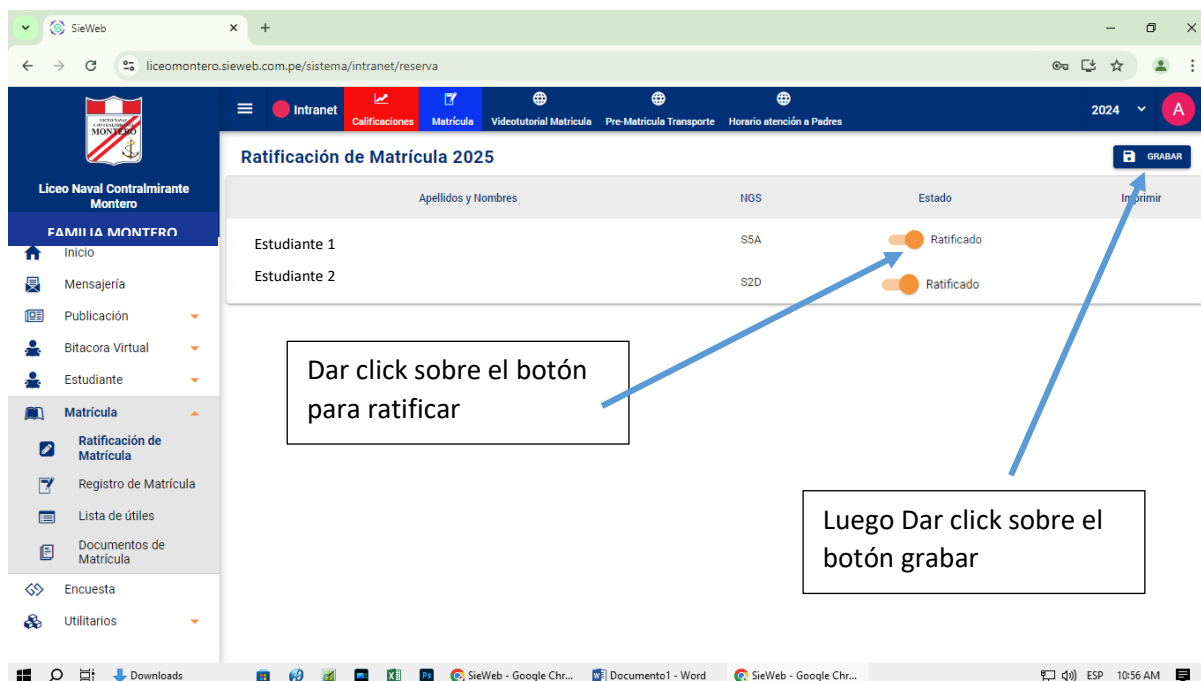 SieWeb
liceomontero.sieweb.com.pe/sistema/intranet/reserva
MONTERO
Liceo Naval Contralmirante
Montero
FAMILIA MONTERO
Inicio
Mensajería
Publicación
Bitacora Virtual
Estudiante
Matrícula
Ratificación de
Matrícula
Registro de Matrícula
Lista de útiles
Documentos de
Matrícula
Encuesta
Utilitarios
Intranet
Calificaciones
Matrícula
Videotutorial Matricula
Pre-Matricula Transporte
Horario atención a Padres
2024
A
Ratificación de Matrícula 2025
GRABAR
Apellidos y Nombres NGS Estado Imprimir
Estudiante 1 S5A Ratificado
Estudiante 2 S2D Ratificado
Dar click sobre el botón
para ratificar
Luego Dar click sobre el
botón grabar
Downloads
SieWeb - Google Chr...
Documento1 - Word
SieWeb - Google Chr...
ESP
10:56 AM